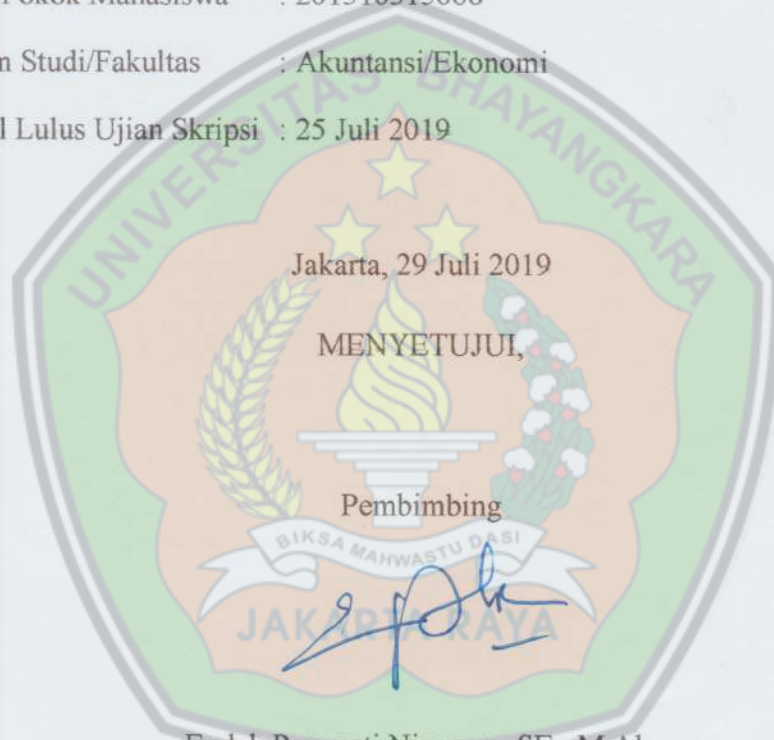 Mahasiswa
Studi/Fakultas : Akuntansi/Ekonomi
Lulus Ujian Skripsi : 25 Juli 2019
UNIVERSITAS BHAYANGKARA
Jakarta, 29 Juli 2019
MENYETUJUI,
Pembimbing
BIKSA MAHWASTU DASI
JAKARTA RAYA